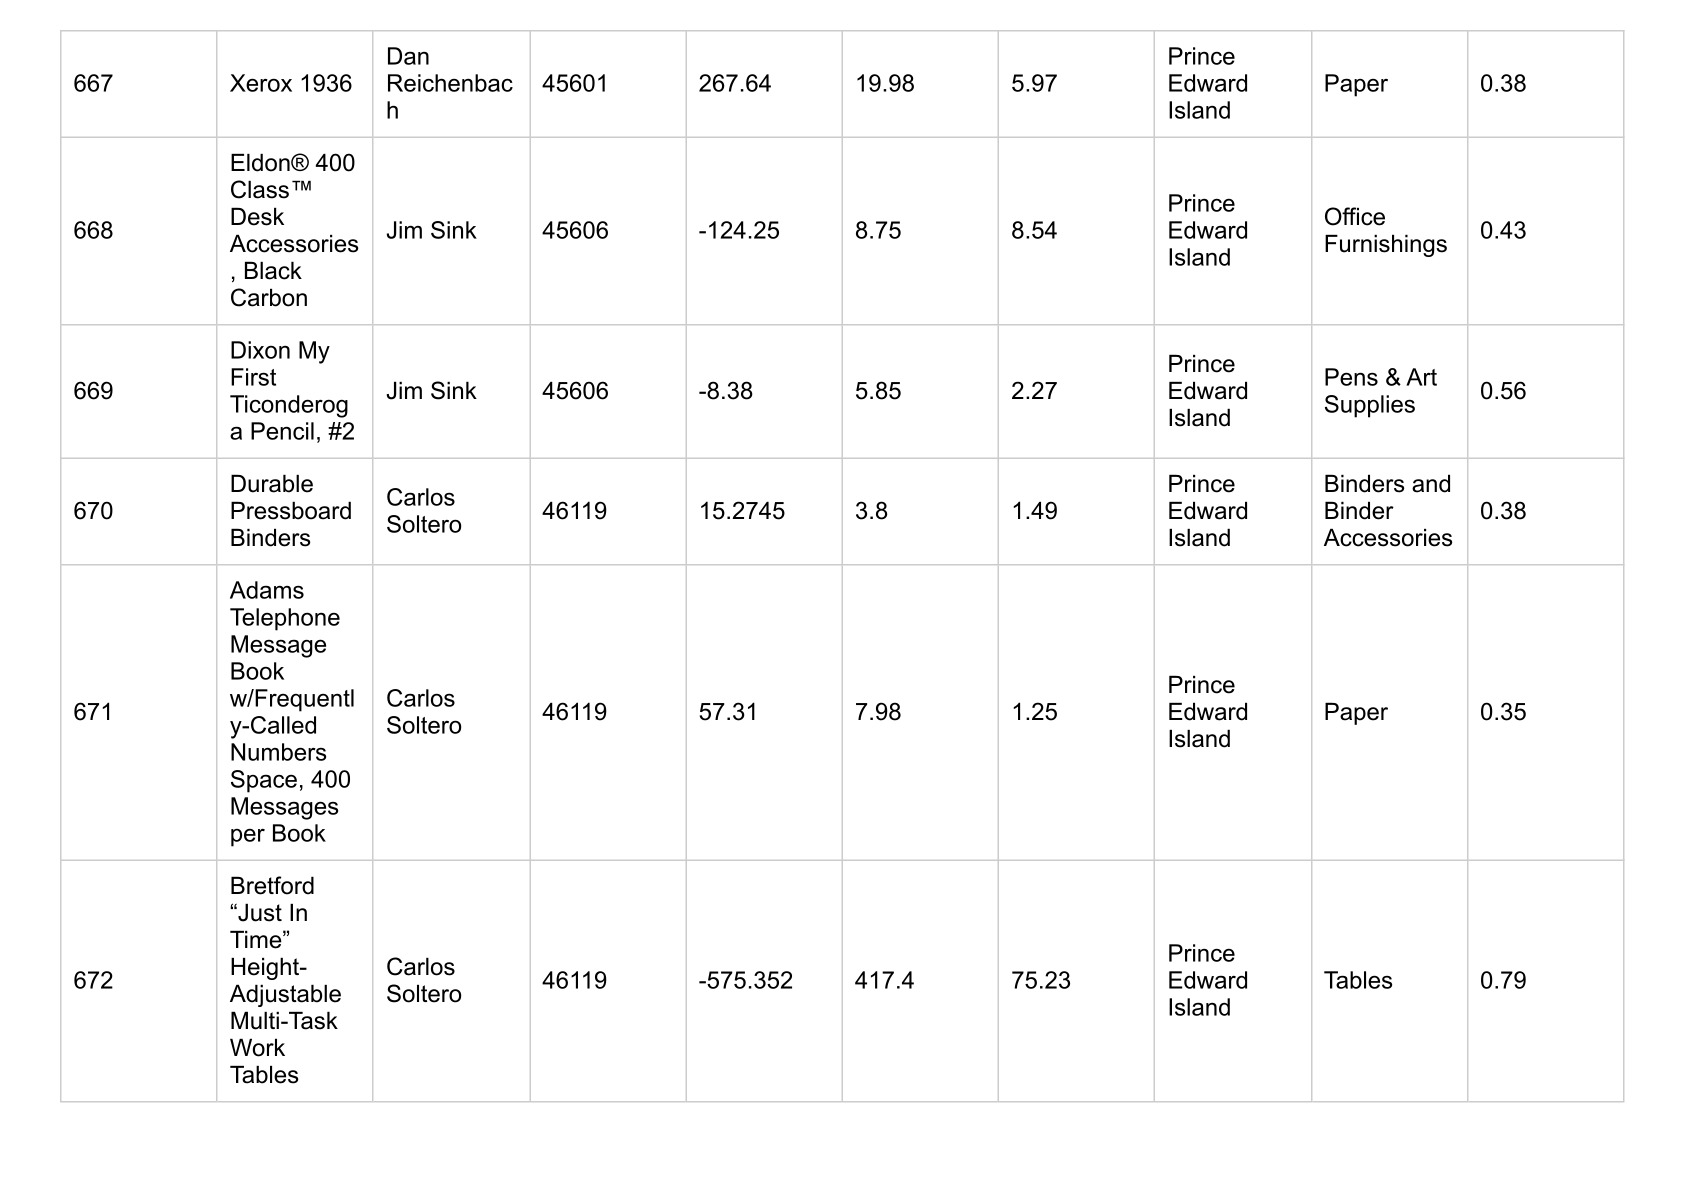 667
Xerox 1936
Dan
Reichenbac
h
45601
267.64
19.98
5.97
Prince
Edward
Island
Paper
0.38
668
Eldon® 400
Class™
Desk
Accessories
, Black
Carbon
Jim Sink
45606
-124.25
8.75
8.54
Prince
Edward
Island
Office
Furnishings
0.43
669
Dixon My
First
Ticonderog
a Pencil, #2
Jim Sink
45606
-8.38
5.85
2.27
Prince
Edward
Island
Pens & Art
Supplies
0.56
670
Durable
Pressboard
Binders
Carlos
Soltero
46119
15.2745
3.8
1.49
Prince
Edward
Island
Binders and
Binder
Accessories
0.38
671
Adams
Telephone
Message
Book
w/Frequentl
y-Called
Numbers
Space, 400
Messages
per Book
Carlos
Soltero
46119
57.31
7.98
1.25
Prince
Edward
Island
Paper
0.35
672
Bretford
“Just In
Time”
Height-
Adjustable
Multi-Task
Work
Tables
Carlos
Soltero
46119
-575.352
417.4
75.23
Prince
Edward
Island
Tables
0.79